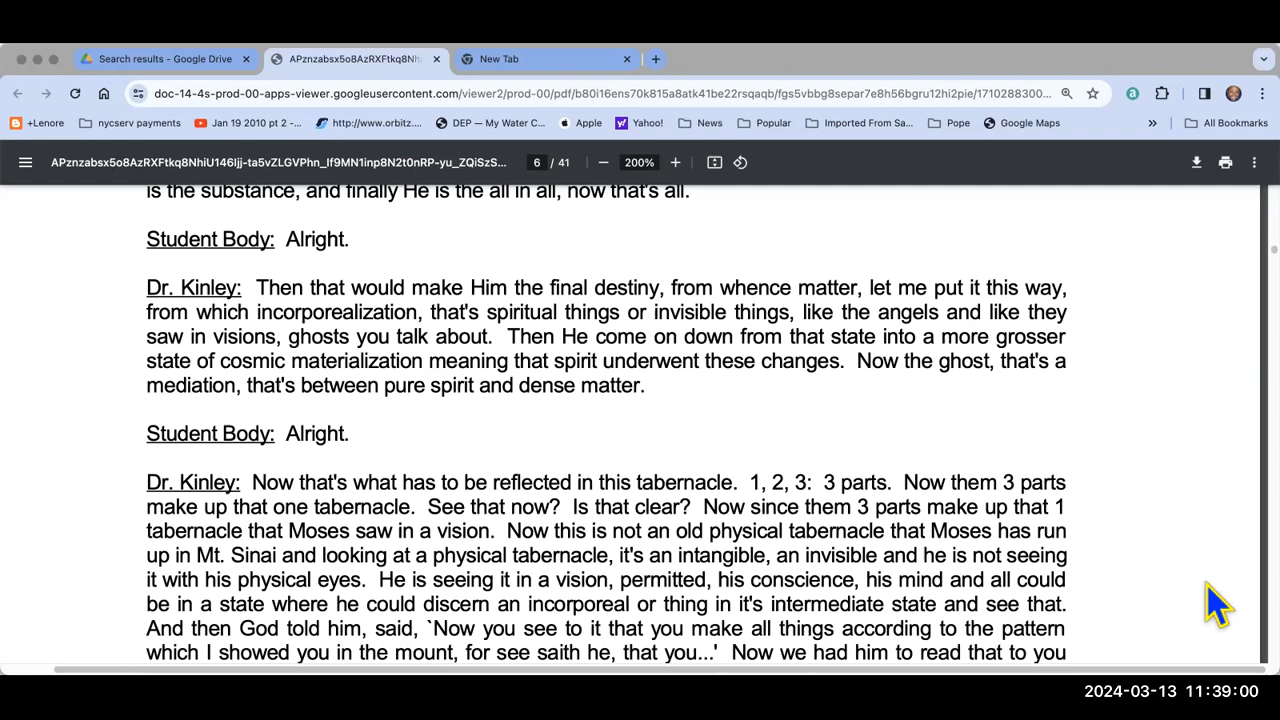 Search results - Google Drive
APznzabsx5o8AzRXFtkq8Nh
New Tab
doc-14-4s-prod-00-apps-viewer.googleusercontent.com/viewer2/prod-00/pdf/b80i16ens70k815a8atk41be22rsqaqb/fgs5vbbg8separ7e8h56bgru12hi2pie/1710288300...
+Lenore
nycserv payments
Jan 19 2010 pt 2 -...
http://www.orbitz....
DEP — My Water C...
Apple
Yahoo!
News
Popular
Imported From Sa...
Pope
Google Maps
All Bookmarks
6 / 41
200%
is the substance, and finally He is the all in all, now that's all.
Student Body: Alright.
Dr. Kinley: Then that would make Him the final destiny, from whence matter, let me put it this way,
from which incorporealization, that's spiritual things or invisible things, like the angels and like they
saw in visions, ghosts you talk about. Then He come on down from that state into a more grosser
state of cosmic materialization meaning that spirit underwent these changes. Now the ghost, that's a
mediation, that's between pure spirit and dense matter.
Student Body: Alright.
Dr. Kinley: Now that's what has to be reflected in this tabernacle. 1, 2, 3: 3 parts. Now them 3 parts
make up that one tabernacle. See that now? Is that clear? Now since them 3 parts make up that 1
tabernacle that Moses saw in a vision. Now this is not an old physical tabernacle that Moses has run
up in Mt. Sinai and looking at a physical tabernacle, it's an intangible, an invisible and he is not seeing
it with his physical eyes. He is seeing it in a vision, permitted, his conscience, his mind and all could
be in a state where he could discern an incorporeal or thing in it's intermediate state and see that.
And then God told him, said, `Now you see to it that you make all things according to the pattern
which I showed you in the mount, for see saith he, that you...' Now we had him to read that to you
2024-03-13 11:39:00